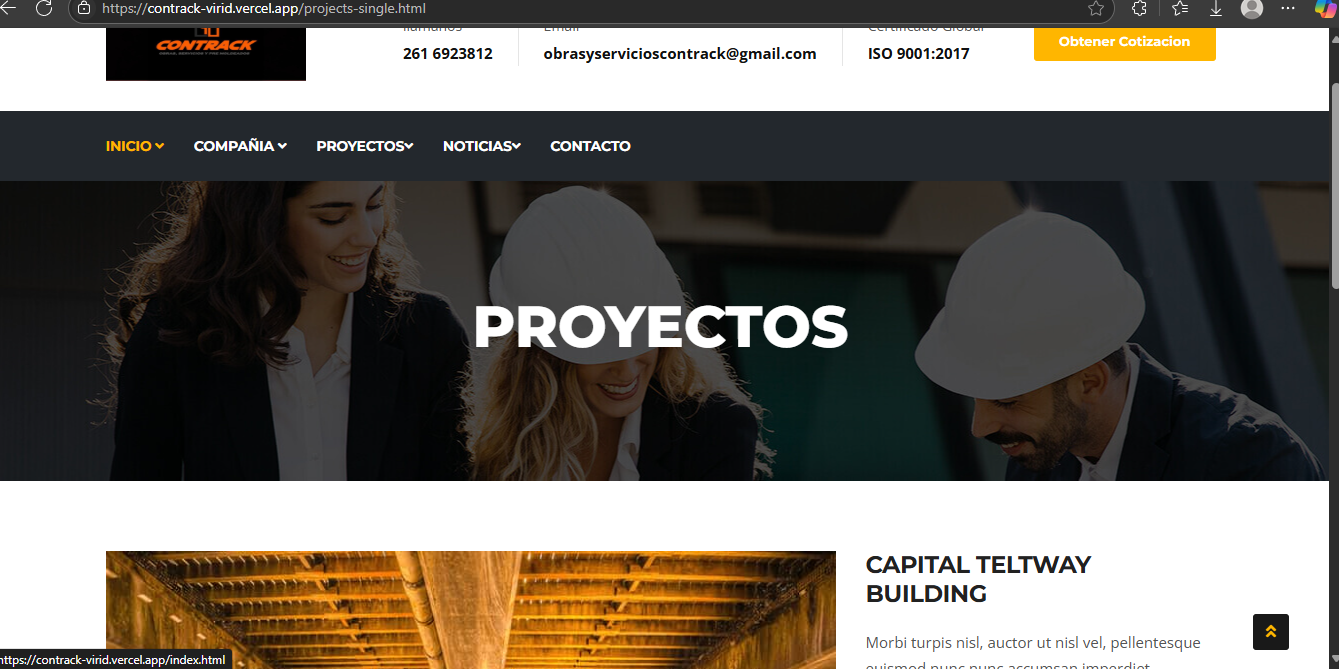 https://contrack-virid.vercel.app/projects-single.html
llámanos
Email
Certificado Global
CONTRACK
261 6923812
obrasyservicioscontrack@gmail.com
ISO 9001:2017
Obtener Cotizacion
INICIO
COMPAÑIA
PROYECTOS
NOTICIAS
CONTACTO
PROYECTOS
CAPITAL TELTWAY
BUILDING
Morbi turpis nisl, auctor ut nisl vel, pellentesque
euismod nunc nunc accumsan imperdiet
https://contrack-virid.vercel.app/index.html